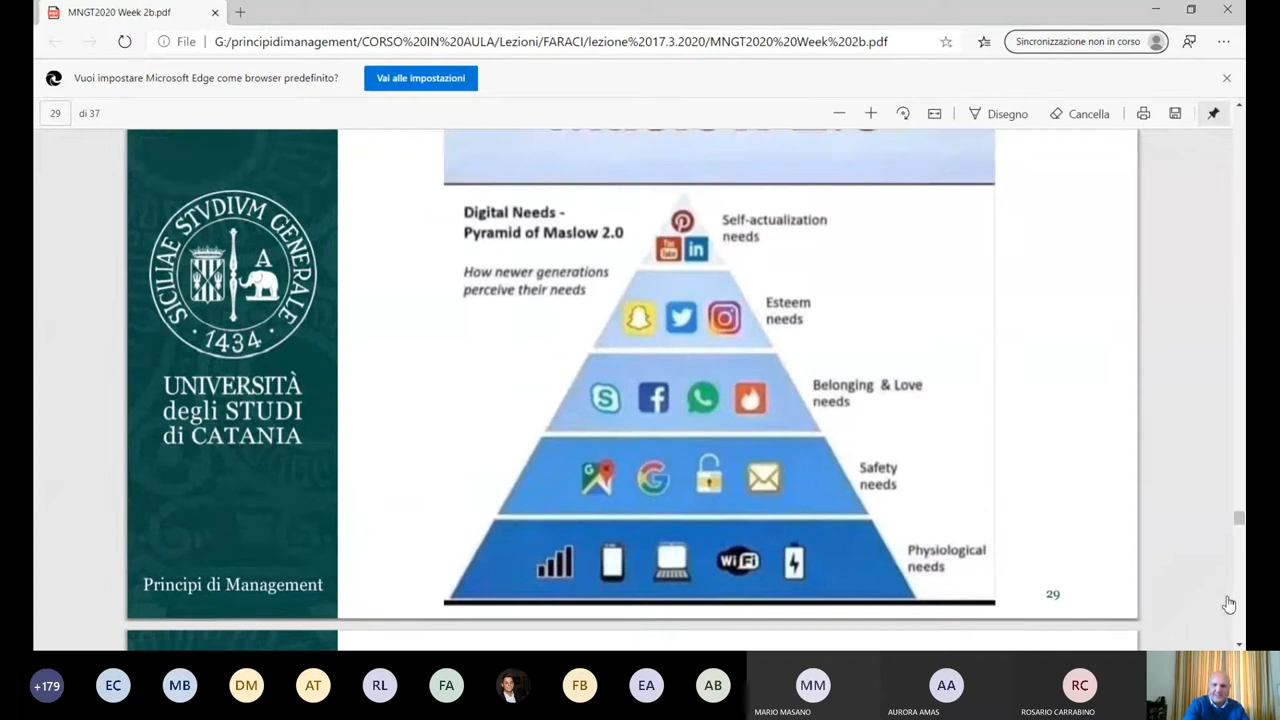 MNGT2020 Week 2b.pdf
File
G:/principidimanagement/CORSO%20IN%20AULA/Lezioni/FARACI/lezione%2017.3.2020/MNGT2020%20Week%202b.pdf
Sincronizzazione non in corso
Vuoi impostare Microsoft Edge come browser predefinito?
Vai alle impostazioni
29 di 37
Disegno
Cancella
SICILIAE STVDIVM GENERALE
A
1434
UNIVERSITÀ
degli STUDI
di CATANIA
Principi di Management
Digital Needs -
Pyramid of Maslow 2.0
How newer generations
perceive their needs
You
Tube
in
Self-actualization
needs
Esteem
needs
Belonging & Love
needs
Safety
needs
WiFi
Physiological
needs
29
+179
EC
MB
DM
AT
RL
FA
FB
EA
AB
MM
AA
RC
MARIO MASANO
AURORA AMAS
ROSARIO CARRABINO